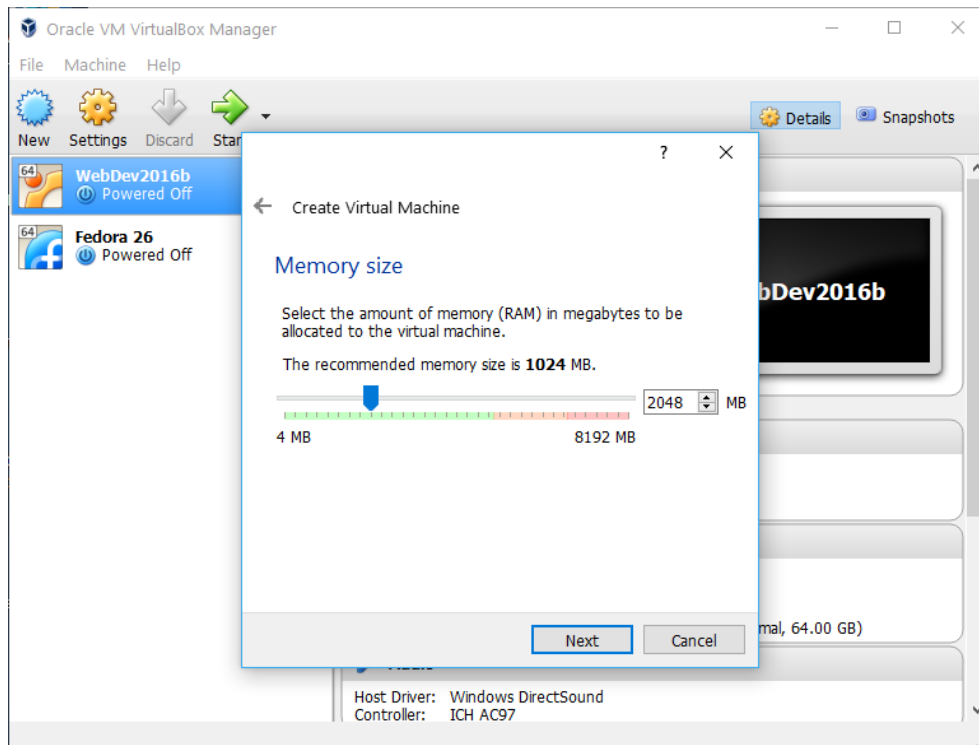 Oracle VM VirtualBox Manager
File Machine Help
New Settings Discard Star
Details Snapshots
64 WebDev2016b
Powered Off
64 Fedora 26
Powered Off
?
Create Virtual Machine
Memory size
Select the amount of memory (RAM) in megabytes to be
allocated to the virtual machine.
The recommended memory size is 1024 MB.
2048 MB
4 MB 8192 MB
Next Cancel
bDev2016b
mal, 64.00 GB)
Host Driver: Windows DirectSound
Controller: ICH AC97